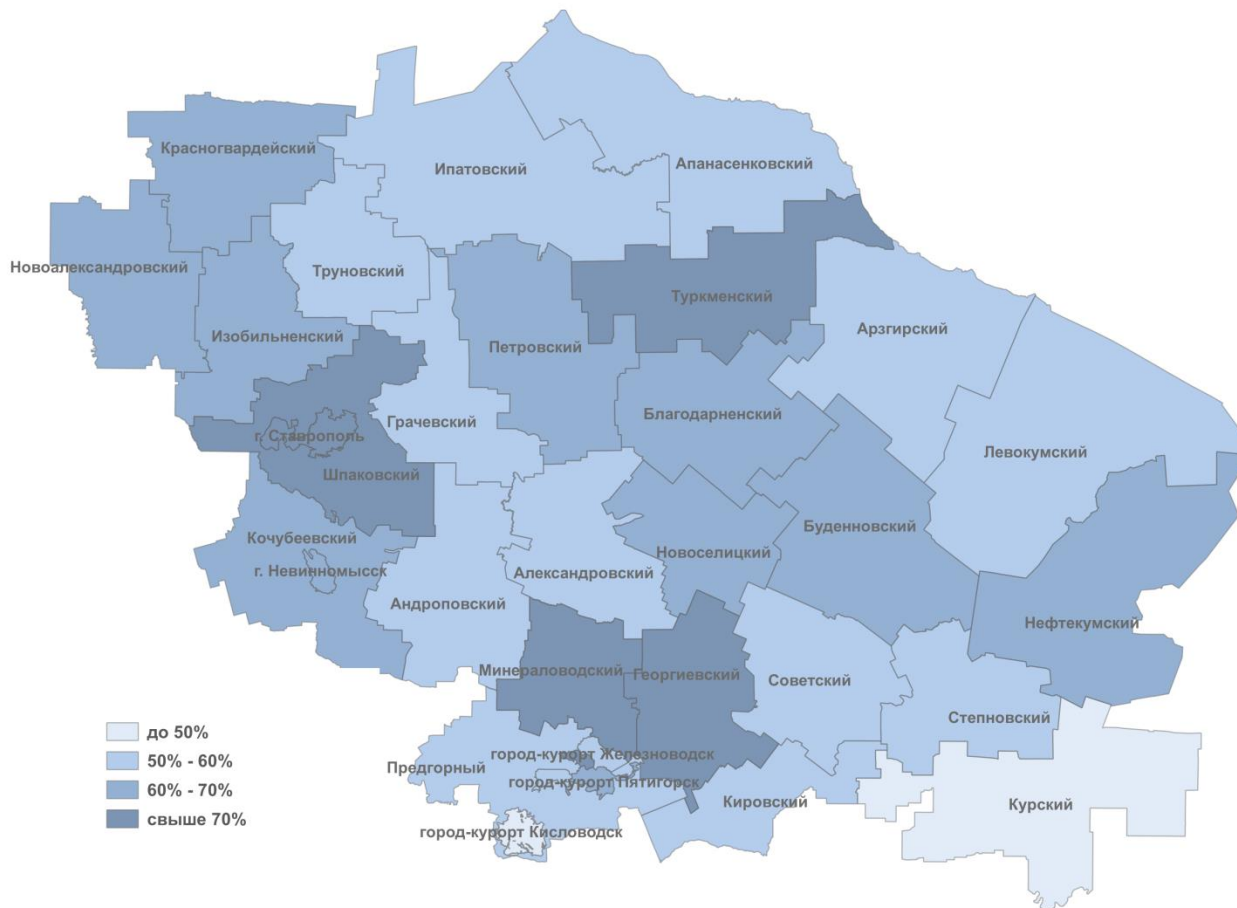 Красногвардейский
Ипатовский
Апанасенковский
Новоалександровский
Труновский
Туркменский
Изобильненский
Петровский
Арзгирский
Грачевский
Благодарненский
г. Ставрополь
Левокумский
Шпаковский
Буденновский
Кочубеевский
Новоселицкий
г. Невинномысск
Александровский
Андроповский
Нефтекумский
Минераловодский
Георгиевский
Советский
Степновский
до 50%
50% - 60%
60% - 70%
свыше 70%
город-курорт Железноводск
Предгорный
город-курорт Пятигорск
Кировский
Курский
город-курорт Кисловодск